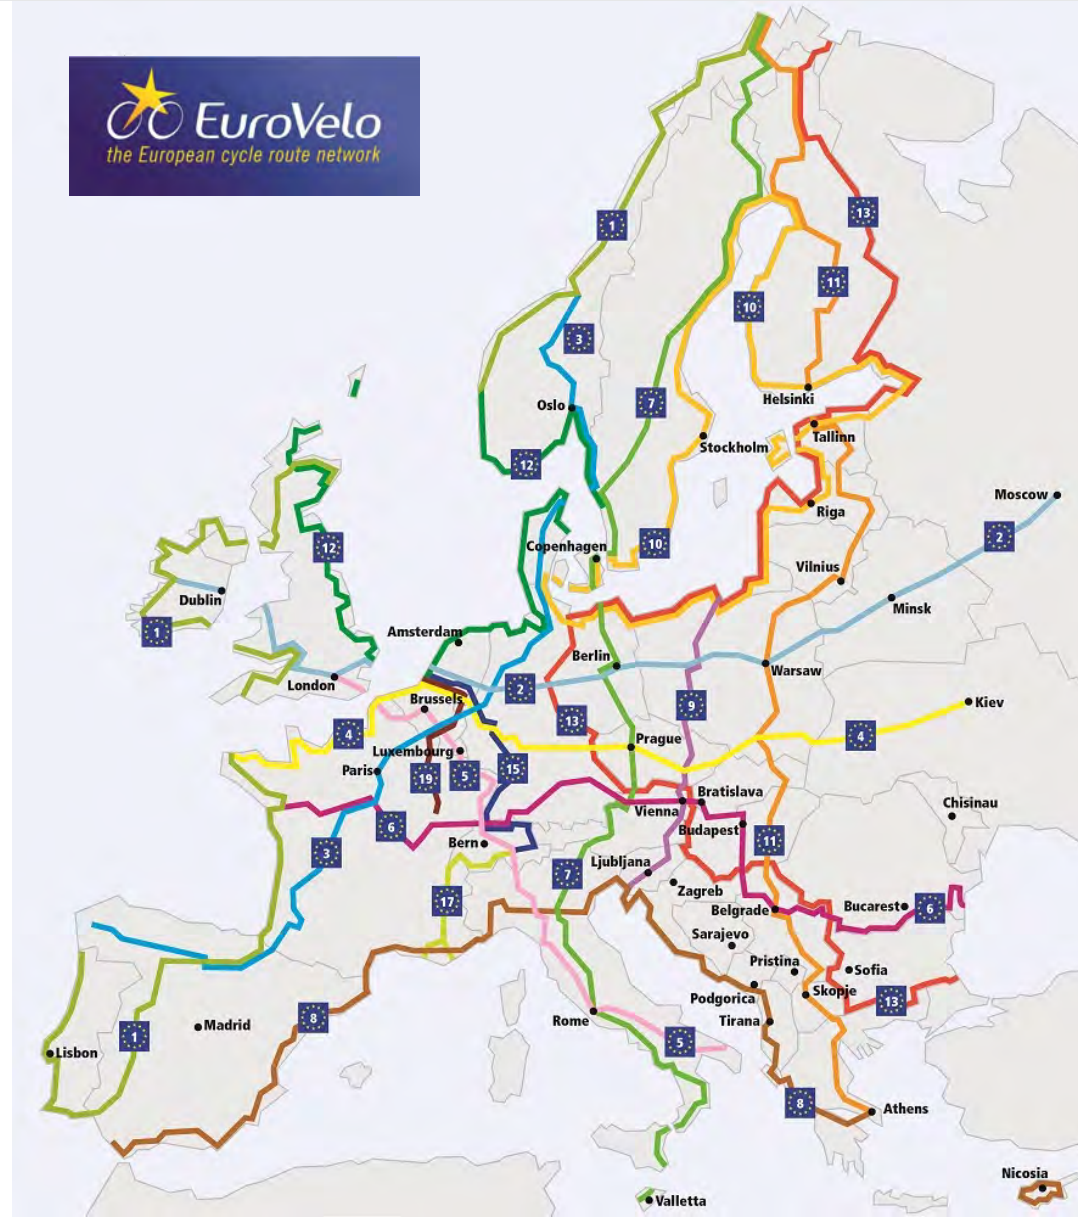 EuroVelo
the European cycle route network
1
13
11
10
3
7
Oslo
Helsinki
12
Stockholm
Tallinn
Moscow
Riga
2
12
Copenhagen
10
Vilnius
Dublin
Minsk
1
Amsterdam
Berlin
Warsaw
London
2
Brussels
9
Kiev
13
4
4
Prague
Luxembourg
Paris
19
5
15
Bratislava
Chisinau
Vienna
6
Budapest
Bern
11
3
Ljubljana
7
Zagreb
17
Belgrade
Bucarest
6
Sarajevo
Pristina
Sofia
Podgorica
Skopje
13
8
Rome
Tirana
Madrid
1
5
Lisbon
8
Athens
Nicosia
Valletta